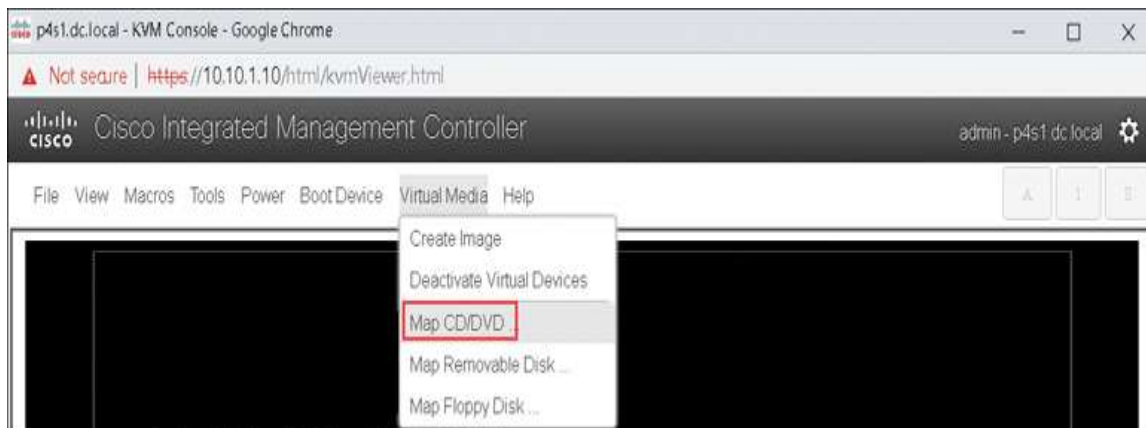 p4s1.dc.local - KVM Console - Google Chrome
Not secure | https://10.10.1.10/html/kvmViewer.html
CISCO Cisco Integrated Management Controller admin - p4s1.dc.local
File View Macros Tools Power Boot Device Virtual Media Help A 1
Create Image
Deactivate Virtual Devices
Map CD/DVD ...
Map Removable Disk ...
Map Floppy Disk ...